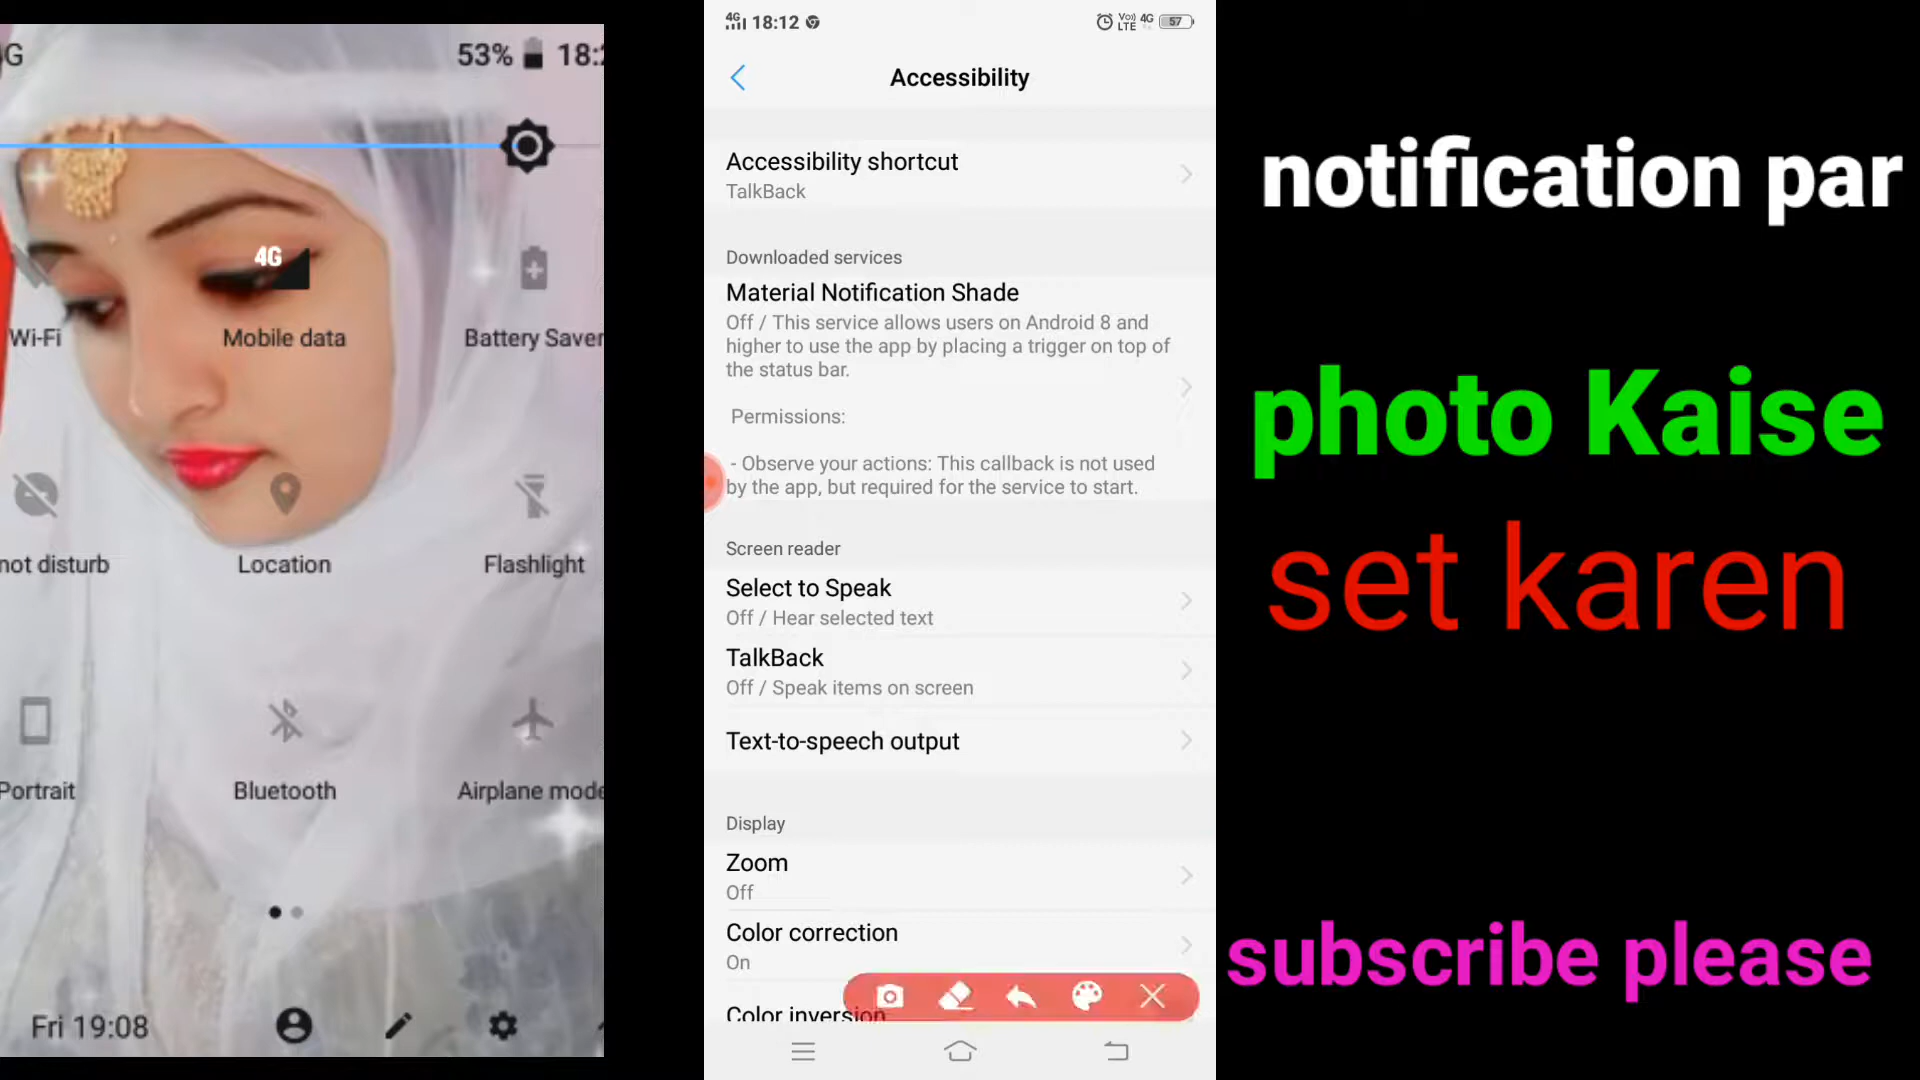 G
53% 18:2
Wi-Fi
4G
Mobile data
Battery Saver
not disturb
Location
Flashlight
Portrait
Bluetooth
Airplane mode
Fri 19:08
4G 18:12
Vo)) LTE 4G 57
Accessibility
Accessibility shortcut
TalkBack
Downloaded services
Material Notification Shade
Off / This service allows users on Android 8 and
higher to use the app by placing a trigger on top of
the status bar.
Permissions:
- Observe your actions: This callback is not used
by the app, but required for the service to start.
Screen reader
Select to Speak
Off / Hear selected text
TalkBack
Off / Speak items on screen
Text-to-speech output
Display
Zoom
Off
Color correction
On
Color inversion
notification par
photo Kaise
set karen
subscribe please